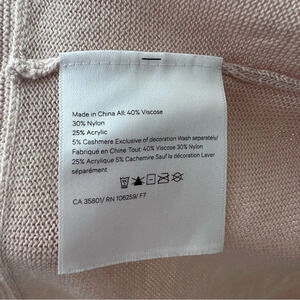 Made in China All: 40% Viscose
30% Nylon
25% Acrylic
5% Cashmere Exclusive of decoration Wash separately/
Fabriqué en Chine Tout: 40% Viscose 30% Nylon
25% Acrylique 5% Cachemire Sauf la décoration Laver
séparément
CA 35801/ RN 106259/ F7